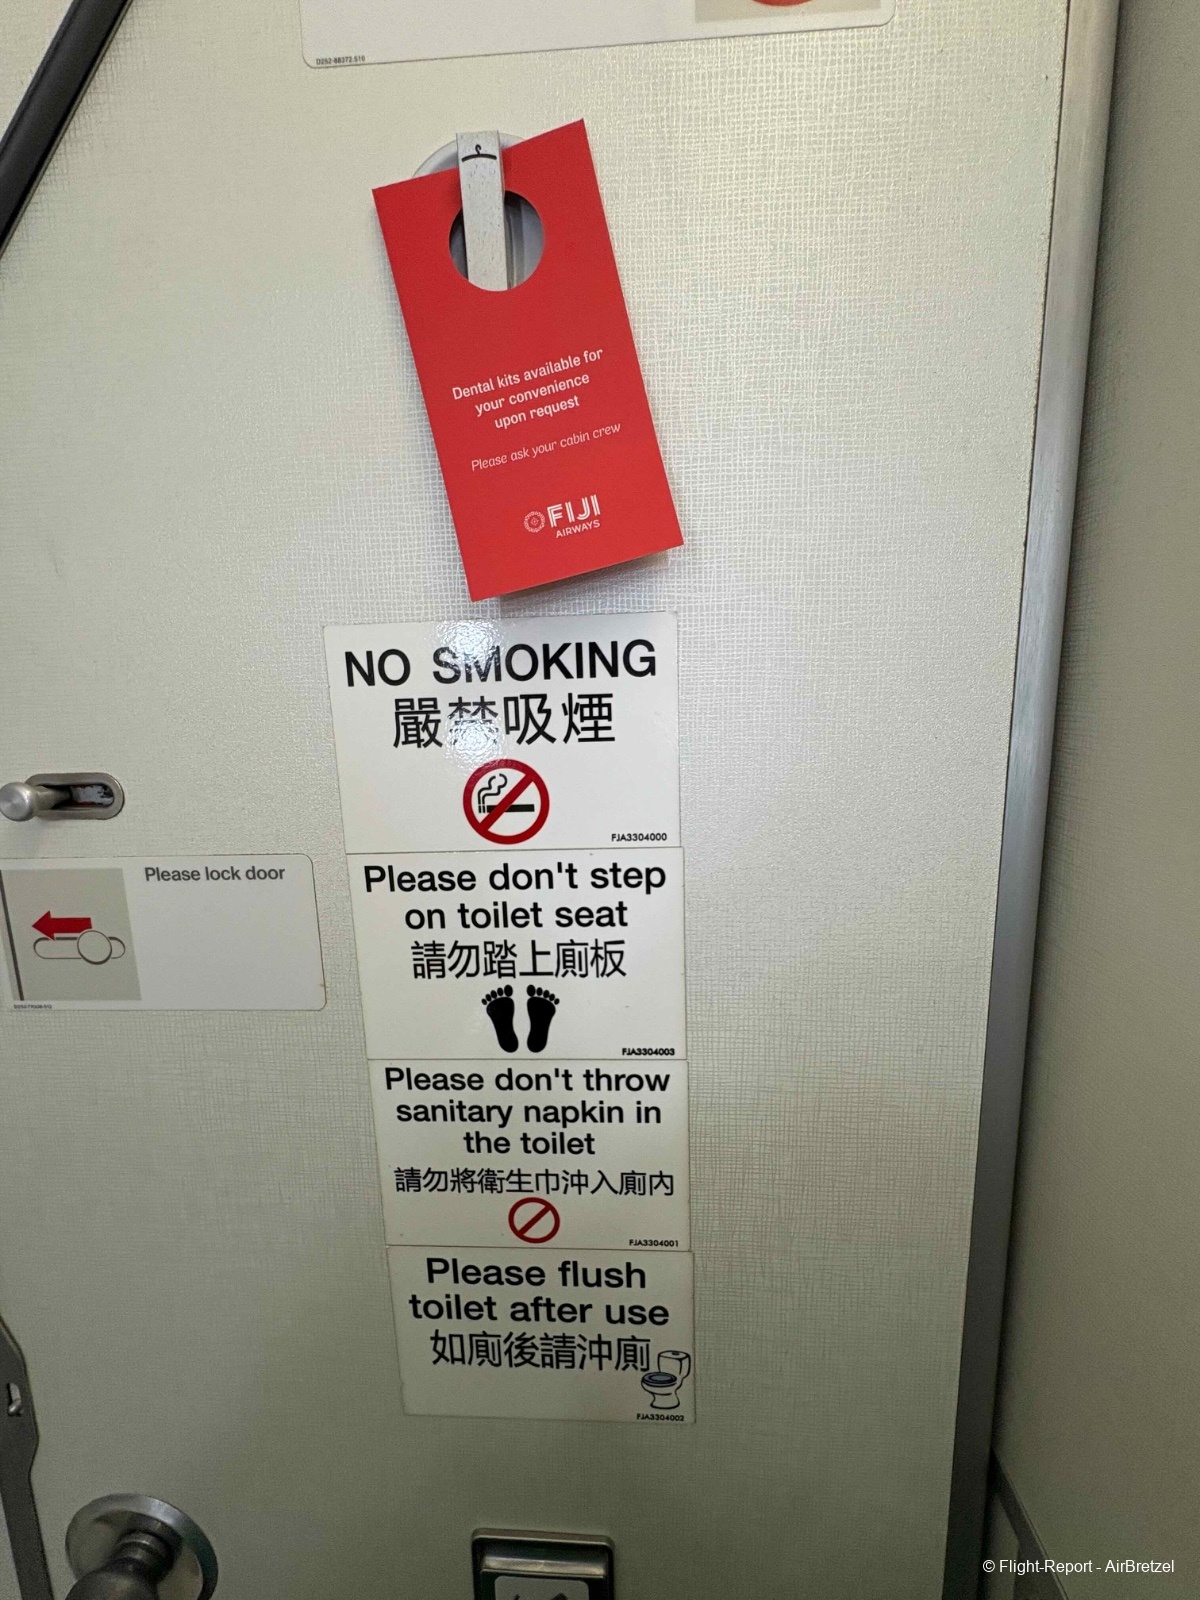 D252-88372.510
Dental kits available for
your convenience
upon request
Please ask your cabin crew
FIJI
AIRWAYS
NO SMOKING
嚴禁吸煙
FJA3304000
Please lock door
Please don't step
on toilet seat
請勿踏上廁板
FJA3304003
Please don't throw
sanitary napkin in
the toilet
請勿將衛生巾沖入廁內
FJA3304001
Please flush
toilet after use
如廁後請沖廁
FJA3304002
© Flight-Report - AirBretzel